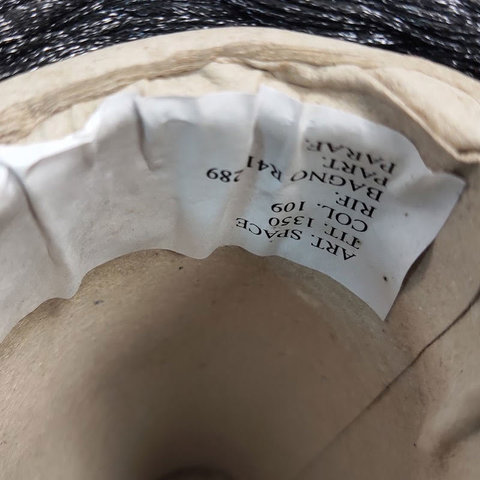 ART. SPACE
TIT. 1350
COL. 109
RIF.
BAGNO R41 289
PART.
PARAF.